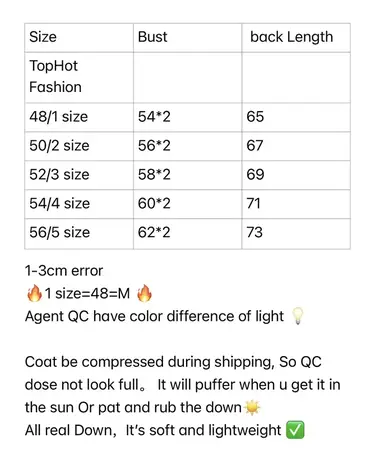 Size Bust back Length
TopHot
Fashion
48/1 size 54*2 65
50/2 size 56*2 67
52/3 size 58*2 69
54/4 size 60*2 71
56/5 size 62*2 73
1-3cm error
🔥1 size=48=M 🔥
Agent QC have color difference of light 💡
Coat be compressed during shipping, So QC
dose not look full。 It will puffer when u get it in
the sun Or pat and rub the down☀️
All real Down，It's soft and lightweight ✅